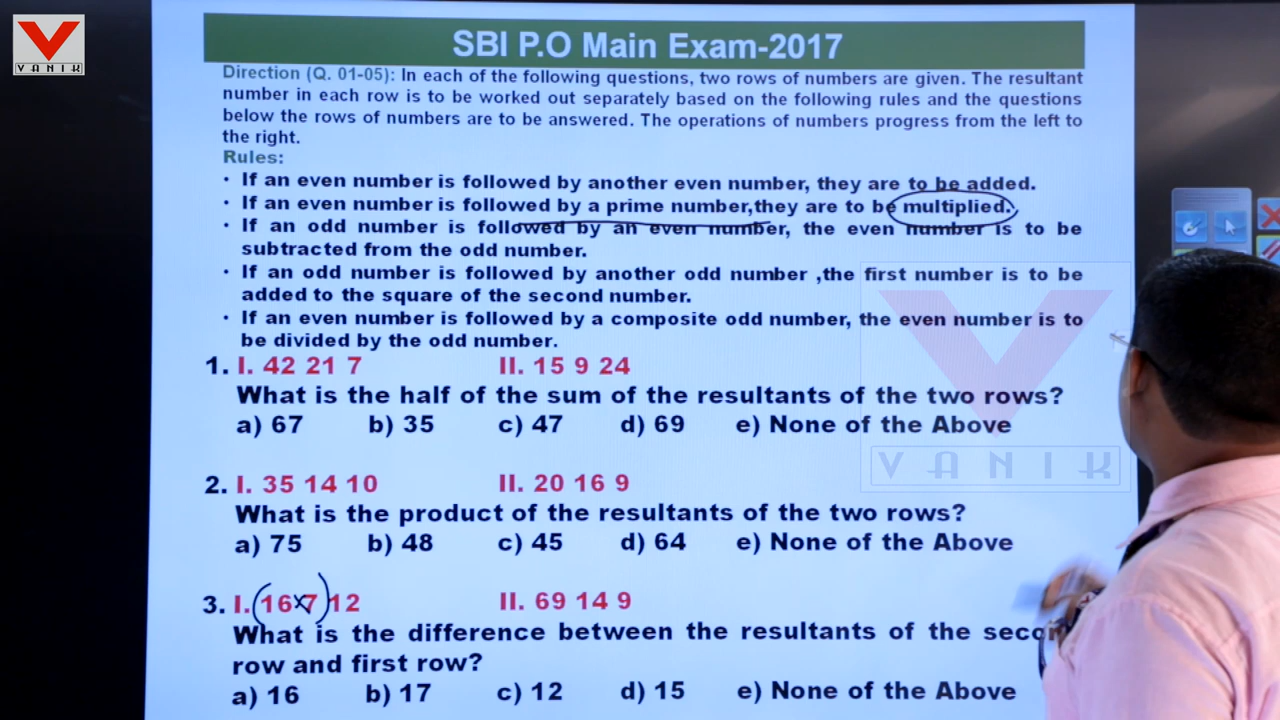 VANIK
SBI P.O Main Exam-2017
Direction (Q. 01-05): In each of the following questions, two rows of numbers are given. The resultant
number in each row is to be worked out separately based on the following rules and the questions
below the rows of numbers are to be answered. The operations of numbers progress from the left to
the right.
Rules:
• If an even number is followed by another even number, they are to be added.
• If an even number is followed by a prime number,they are to be multiplied.
• If an odd number is followed by an even number, the even number is to be
subtracted from the odd number.
• If an odd number is followed by another odd number ,the first number is to be
added to the square of the second number.
• If an even number is followed by a composite odd number, the even number is to
be divided by the odd number.
1. I. 42 21 7 II. 15 9 24
What is the half of the sum of the resultants of the two rows?
a) 67 b) 35 c) 47 d) 69 e) None of the Above
VANIK
2. I. 35 14 10 II. 20 16 9
What is the product of the resultants of the two rows?
a) 75 b) 48 c) 45 d) 64 e) None of the Above
3. I. (16×7) 12 II. 69 14 9
What is the difference between the resultants of the
row and first row?
a) 16 b) 17 c) 12 d) 15 e) None of the Above